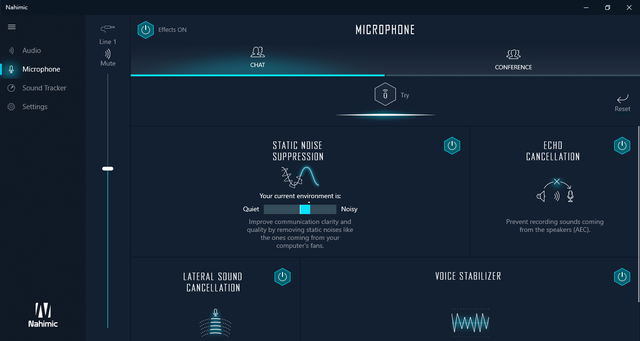 Nahimic
Audio
Microphone
Sound Tracker
Settings
Nahimic
Line 1
Mute
Effects ON
MICROPHONE
CHAT
CONFERENCE
0
Try
Reset
STATIC NOISE
SUPPRESSION
Your current environment is:
Quiet
Noisy
Improve communication clarity and
quality by removing static noises like
the ones coming from your
computer's fans.
ECHO
CANCELLATION
Prevent recording sounds coming
from the speakers (AEC).
LATERAL SOUND
CANCELLATION
VOICE STABILIZER